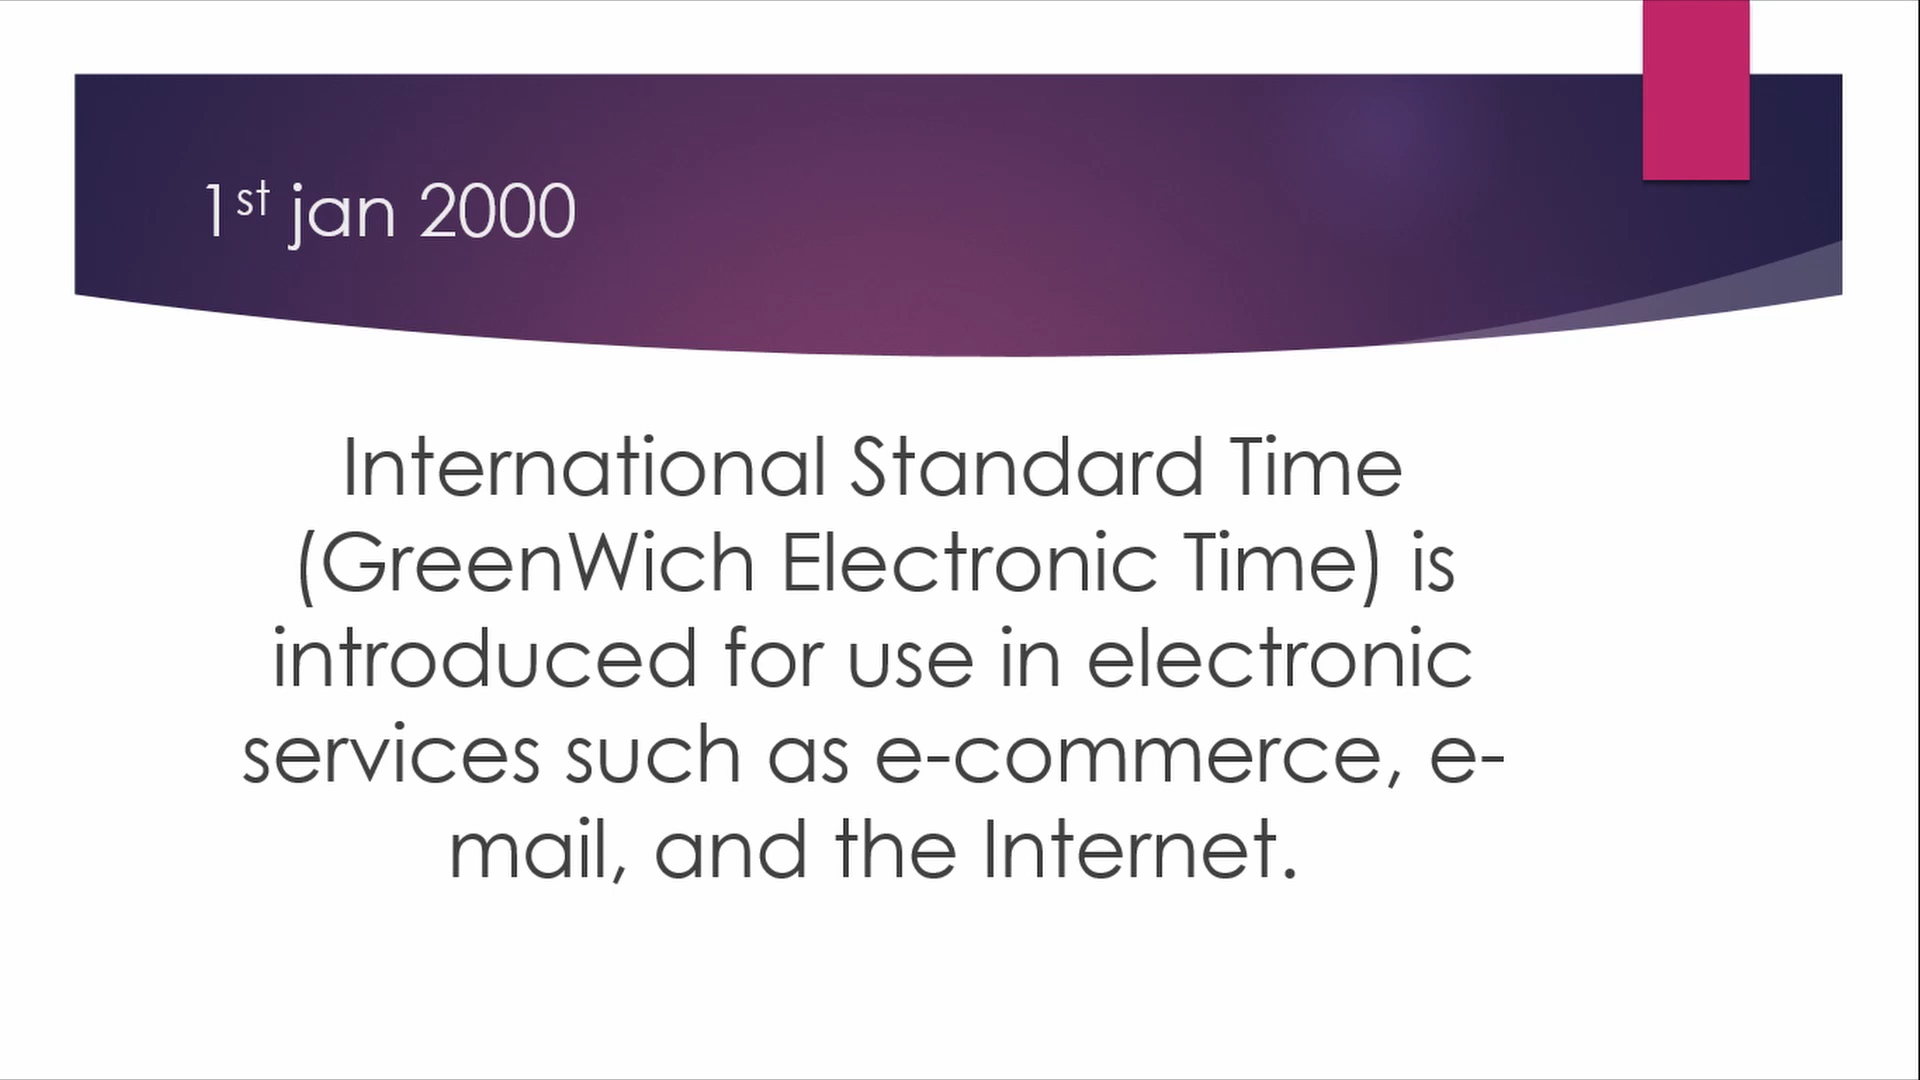 1st jan 2000
International Standard Time
(GreenWich Electronic Time) is
introduced for use in electronic
services such as e-commerce, e-
mail, and the Internet.